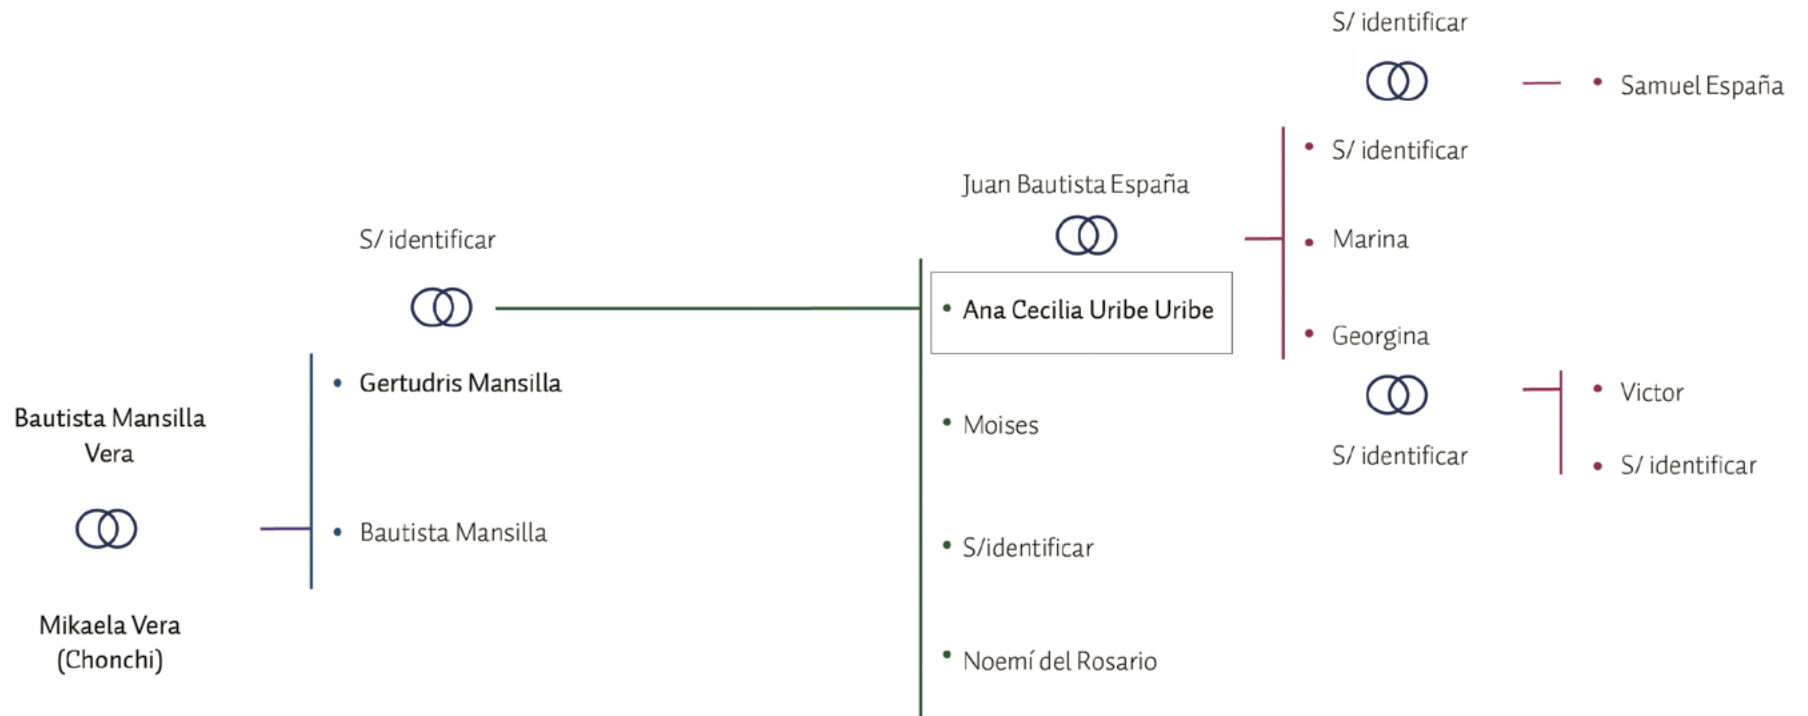 S/ identificar
Samuel España
S/ identificar
Juan Bautista España
S/ identificar
Marina
Ana Cecilia Uribe Uribe
Georgina
Gertudris Mansilla
Victor
Bautista Mansilla
Vera
Moises
S/ identificar
S/ identificar
Bautista Mansilla
S/identificar
Mikaela Vera
(Chonchi)
Noemí del Rosario